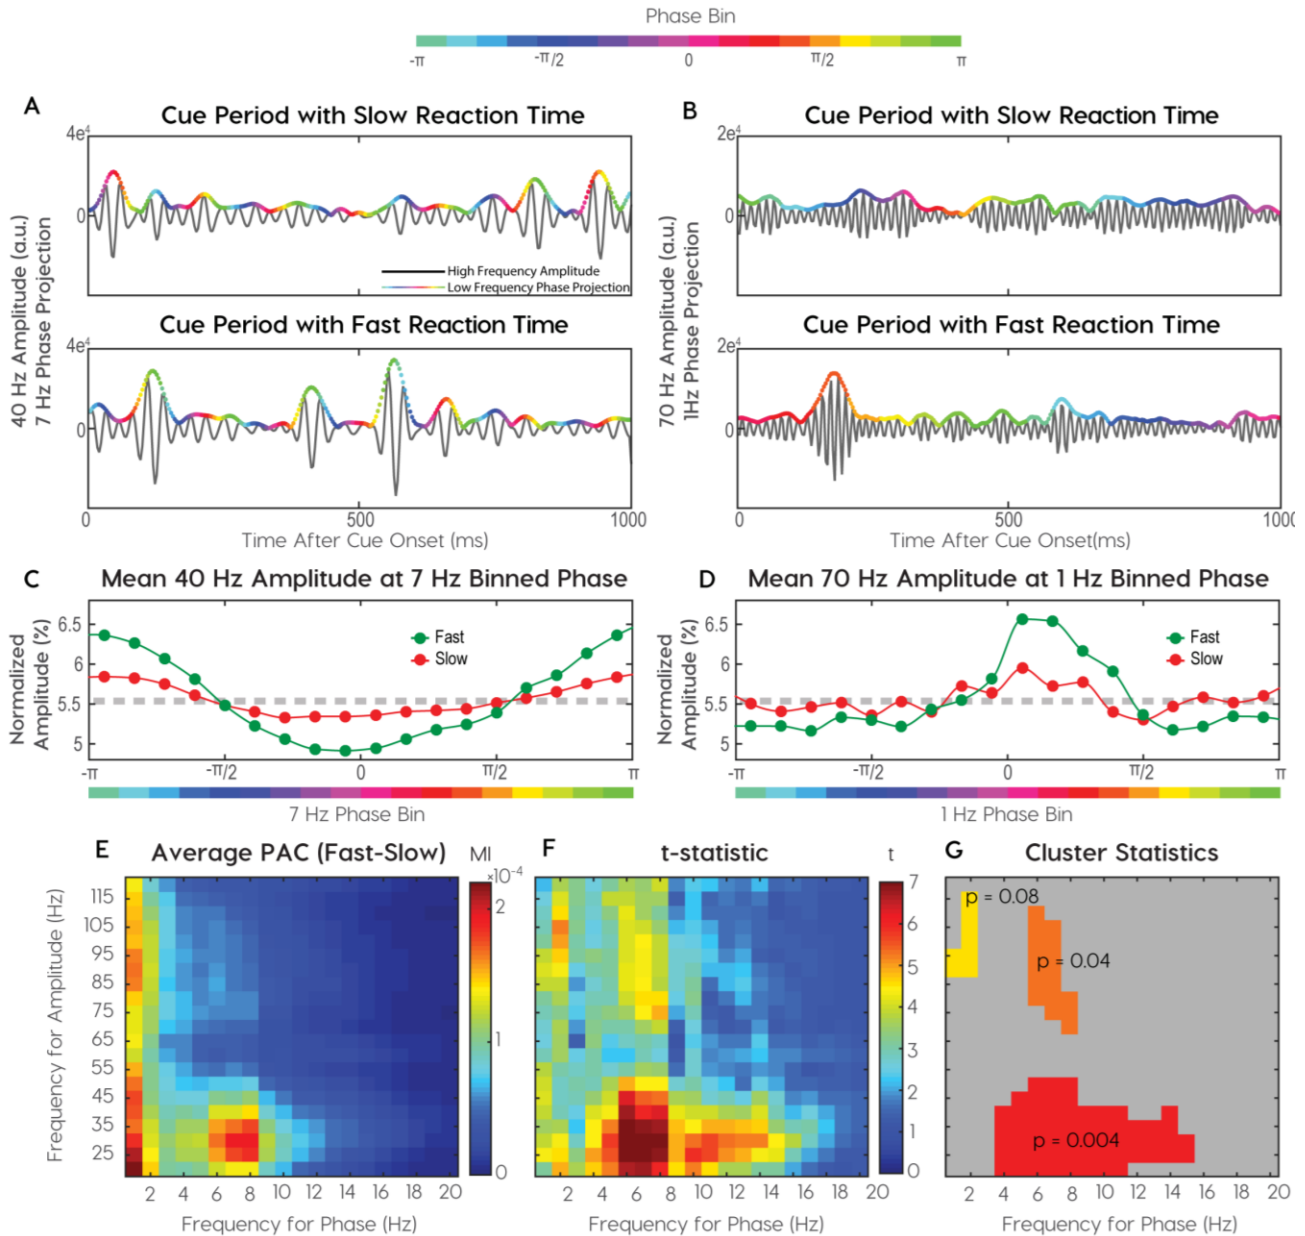 Phase Bin
-π -π/2 0 π/2 π
A Cue Period with Slow Reaction Time
4e⁴
0
High Frequency Amplitude
Low Frequency Phase Projection
40 Hz Amplitude (a.u.)
7 Hz Phase Projection
Cue Period with Fast Reaction Time
4e⁴
0
0 500 1000
Time After Cue Onset (ms)
B Cue Period with Slow Reaction Time
2e⁴
0
70 Hz Amplitude (a.u.)
1Hz Phase Projection
Cue Period with Fast Reaction Time
2e⁴
0
0 500 1000
Time After Cue Onset(ms)
C Mean 40 Hz Amplitude at 7 Hz Binned Phase
Normalized
Amplitude (%)
6.5
6
5.5
5
Fast
Slow
-π -π/2 0 π/2 π
7 Hz Phase Bin
D Mean 70 Hz Amplitude at 1 Hz Binned Phase
Normalized
Amplitude (%)
6.5
6
5.5
5
Fast
Slow
-π -π/2 0 π/2 π
1 Hz Phase Bin
E Average PAC (Fast-Slow) MI
×10⁻⁴
2
1
0
Frequency for Amplitude (Hz)
115
105
95
85
75
65
55
45
35
25
2 4 6 8 10 12 14 16 18 20
Frequency for Phase (Hz)
F t-statistic t
7
6
5
4
3
2
1
0
2 4 6 8 10 12 14 16 18 20
Frequency for Phase (Hz)
G Cluster Statistics
p = 0.08
p = 0.04
p = 0.004
2 4 6 8 10 12 14 16 18 20
Frequency for Phase (Hz)